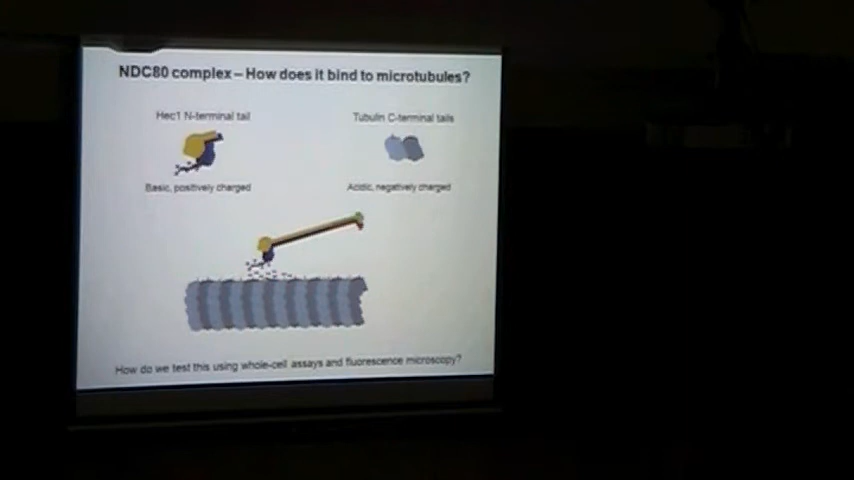 NDC80 complex – How does it bind to microtubules?
Hec1 N-terminal tail
Tubulin C-terminal tails
Basic, positively charged
Acidic, negatively charged
How do we test this using whole-cell assays and fluorescence microscopy?